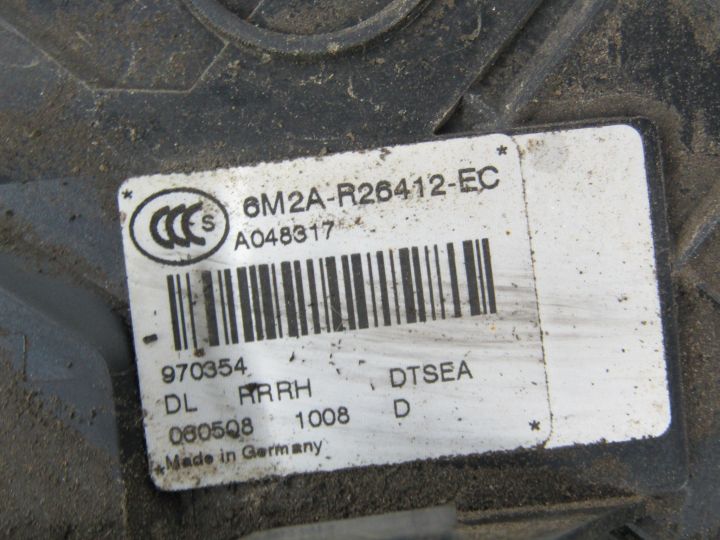 CCC S
6M2A-R26412-EC
A048317
970354
DL RRRH DTSEA
060508 1008 D
Made in Germany